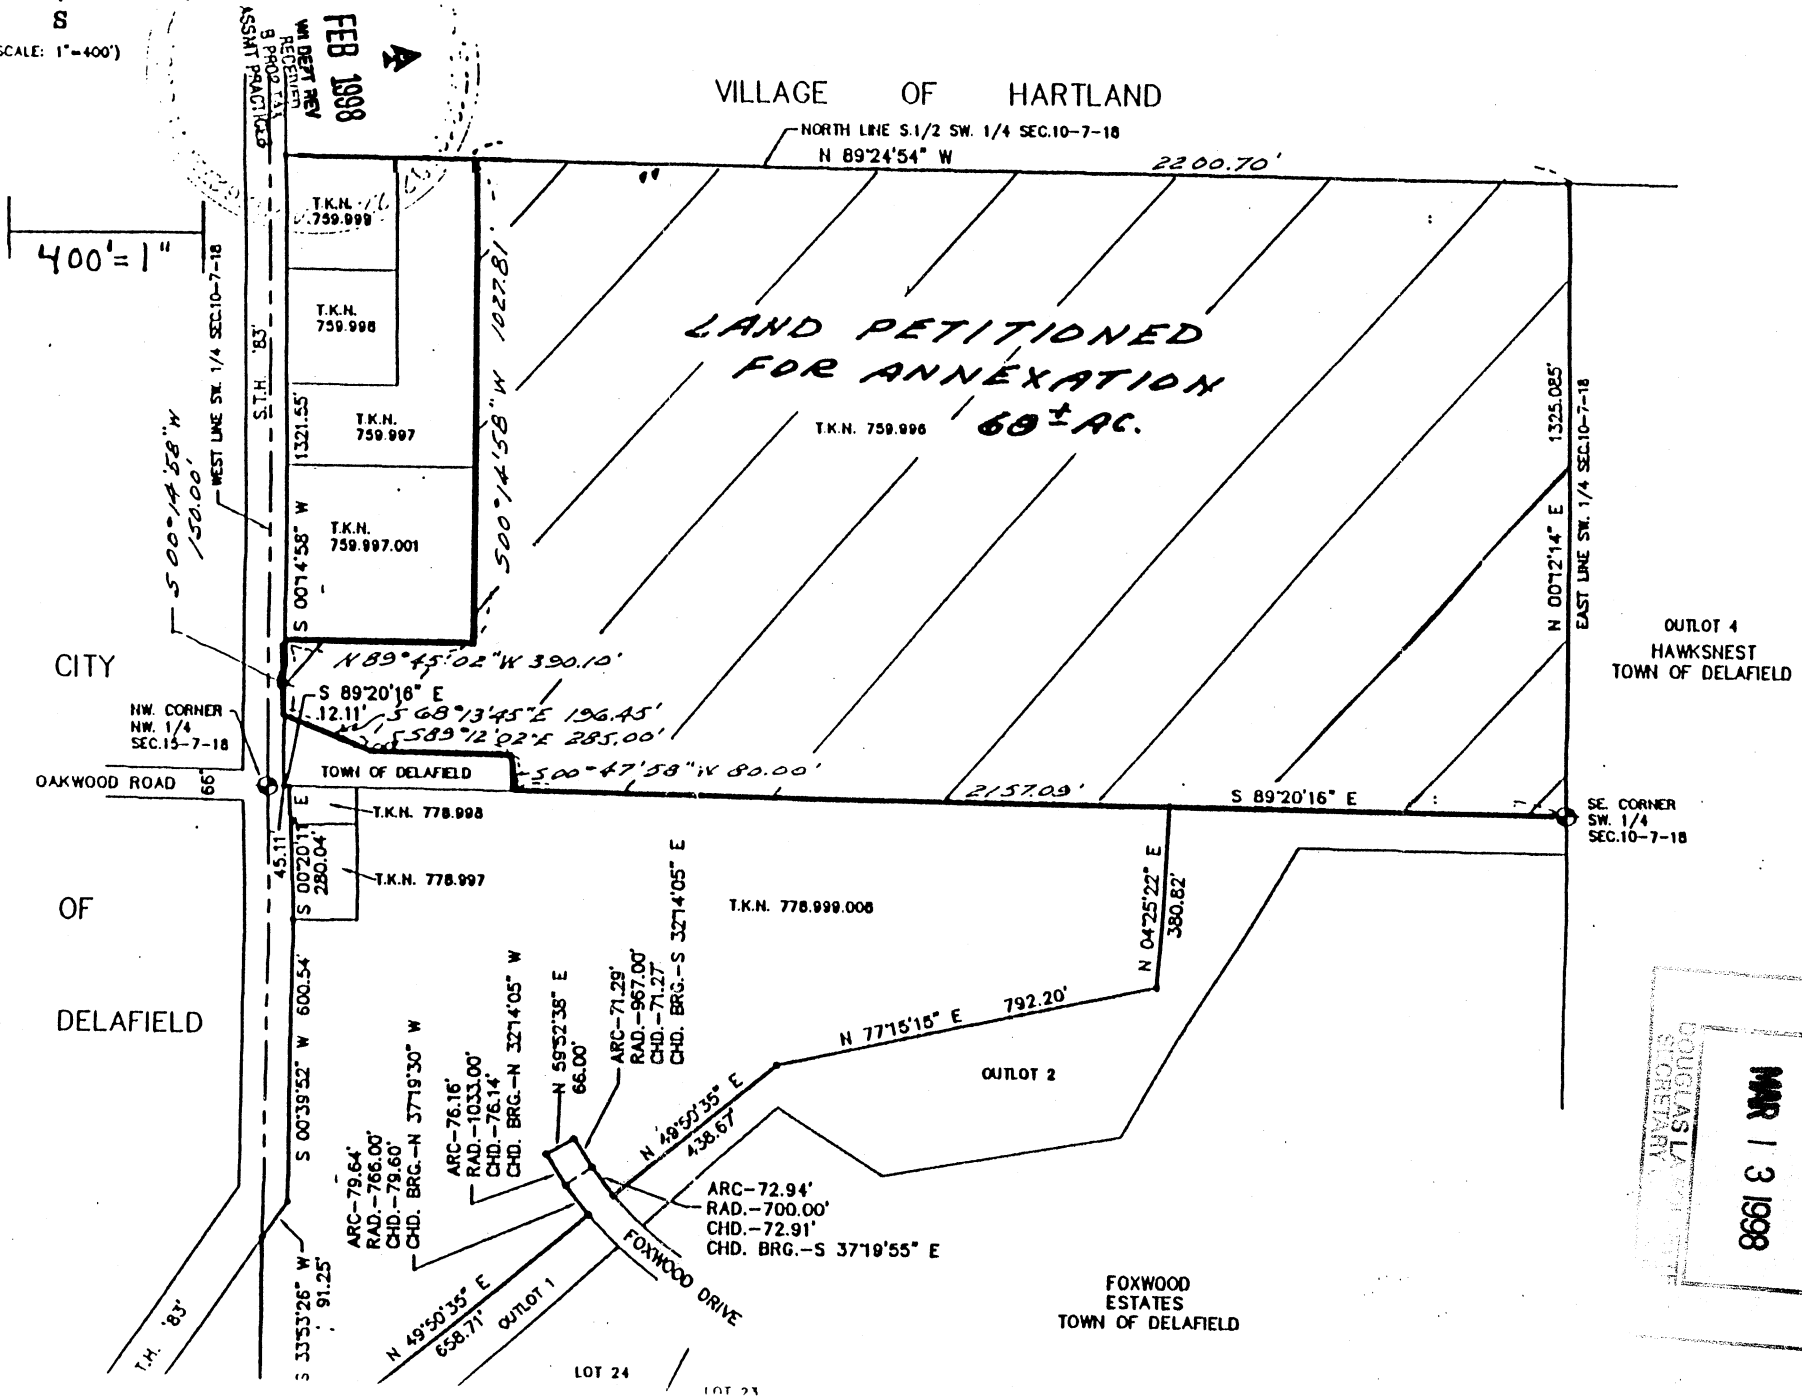 S
SCALE: 1"-400')
FEB 1998
WI DEPT REV
RECEIVED
B PROP TAX
ASSMT PRACTICES
VILLAGE OF HARTLAND
NORTH LINE S.1/2 SW. 1/4 SEC.10-7-18
N 89°24'54" W 2200.70'
400'=1"
T.K.N.
759.999
T.K.N.
759.998
T.K.N.
759.997
T.K.N.
759.997.001
S.T.H. '83'
WEST LINE SW. 1/4 SEC.10-7-18
S 00°14'58" W 1321.55'
S 00°14'58" W
150.00'
S00°14'58"W 1027.81
LAND PETITIONED
FOR ANNEXATION
68± AC.
T.K.N. 759.996
N 00°12'14" E 1325.085'
EAST LINE SW. 1/4 SEC.10-7-18
OUTLOT 4
HAWKSNEST
TOWN OF DELAFIELD
CITY
OF
DELAFIELD
N 89°45'02"W 390.10'
S 89°20'16" E
12.11'
S 68°13'45"E 196.45'
S89°12'02"E 285.00'
S00°47'58"W 80.00'
NW. CORNER
NW. 1/4
SEC.15-7-18
OAKWOOD ROAD
66'
TOWN OF DELAFIELD
2157.09'
S 89°20'16" E
SE. CORNER
SW. 1/4
SEC.10-7-18
T.K.N. 778.998
T.K.N. 778.997
45.11'
S 00°20'11" E
280.04'
T.K.N. 778.999.008
N 04°25'22" E
380.82'
S 00°39'52" W 600.54'
N 77°15'15" E 792.20'
OUTLOT 2
N 49°50'35" E
438.67'
ARC-79.64'
RAD.-766.00'
CHD.-79.60'
CHD. BRG.-N 37°19'30" W
ARC-76.16'
RAD.-1033.00'
CHD.-76.14'
CHD. BRG.-N 32°14'05" W
N 59°52'38" E
66.00'
ARC-71.29'
RAD.-967.00'
CHD.-71.27'
CHD. BRG.-S 32°14'05" E
ARC-72.94'
RAD.-700.00'
CHD.-72.91'
CHD. BRG.-S 37°19'55" E
FOXWOOD DRIVE
N 49°50'35" E
658.71'
OUTLOT 1
S 33°53'26" W
91.25'
T.H. '83'
FOXWOOD
ESTATES
TOWN OF DELAFIELD
LOT 24
LOT 23
MAR 13 1998
DOUGLAS LA
SECRETARY